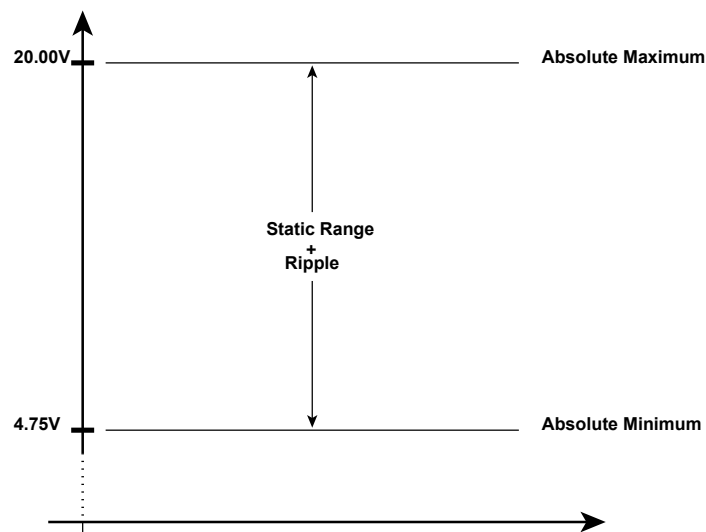 20.00V
Absolute Maximum
Static Range
+
Ripple
4.75V
Absolute Minimum